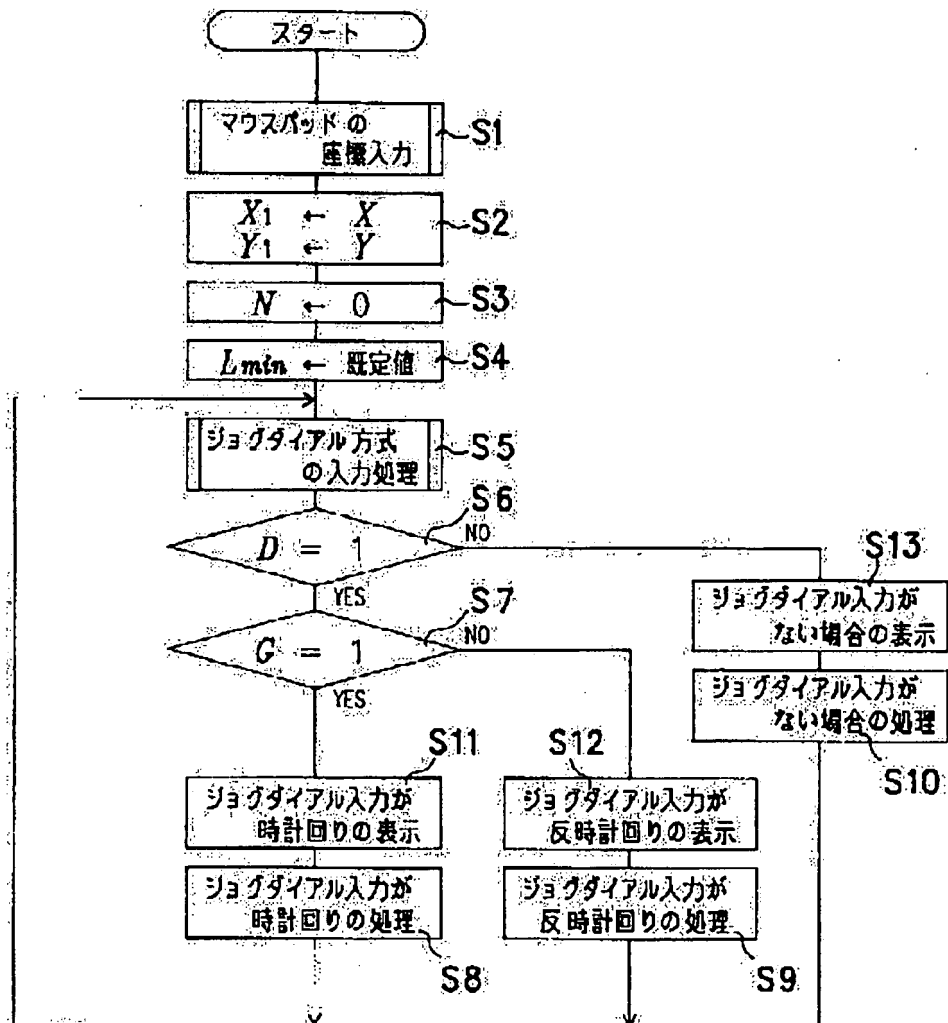 スタート
マウスパッドの
座標入力
S1
X1 ← X
Y1 ← Y
S2
N ← 0
S3
Lmin ← 既定値
S4
ジョグダイアル方式
の入力処理
S5
D = 1
S6
NO
YES
G = 1
S7
NO
YES
S13
ジョグダイアル入力が
ない場合の表示
ジョグダイアル入力が
ない場合の処理
S10
S11
ジョグダイアル入力が
時計回りの表示
ジョグダイアル入力が
時計回りの処理
S8
S12
ジョグダイアル入力が
反時計回りの表示
ジョグダイアル入力が
反時計回りの処理
S9